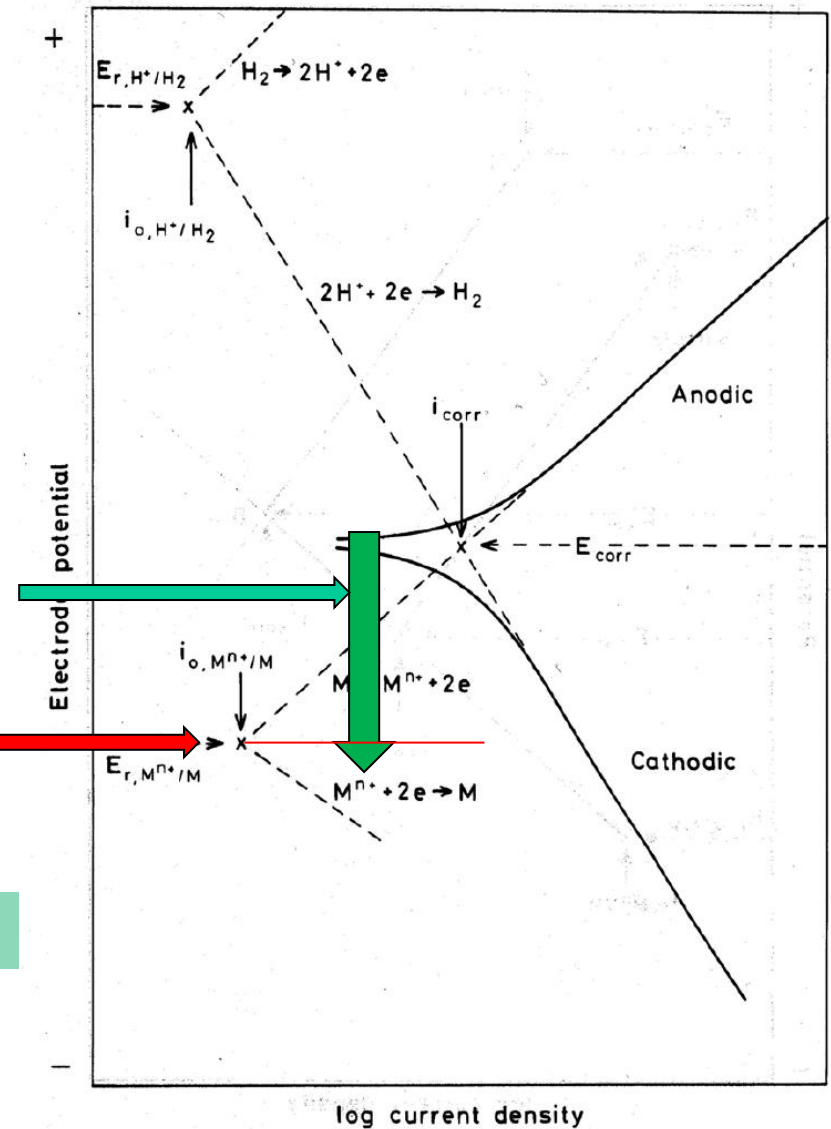 +
E r,H⁺/H₂
H₂ → 2H⁺ + 2e
i o,H⁺/H₂
2H⁺ + 2e → H₂
Anodic
i corr
E corr
Electrode potential
i o,Mⁿ⁺/M
M Mⁿ⁺ + 2e
E r,Mⁿ⁺/M
Cathodic
Mⁿ⁺ + 2e → M
−
log current density